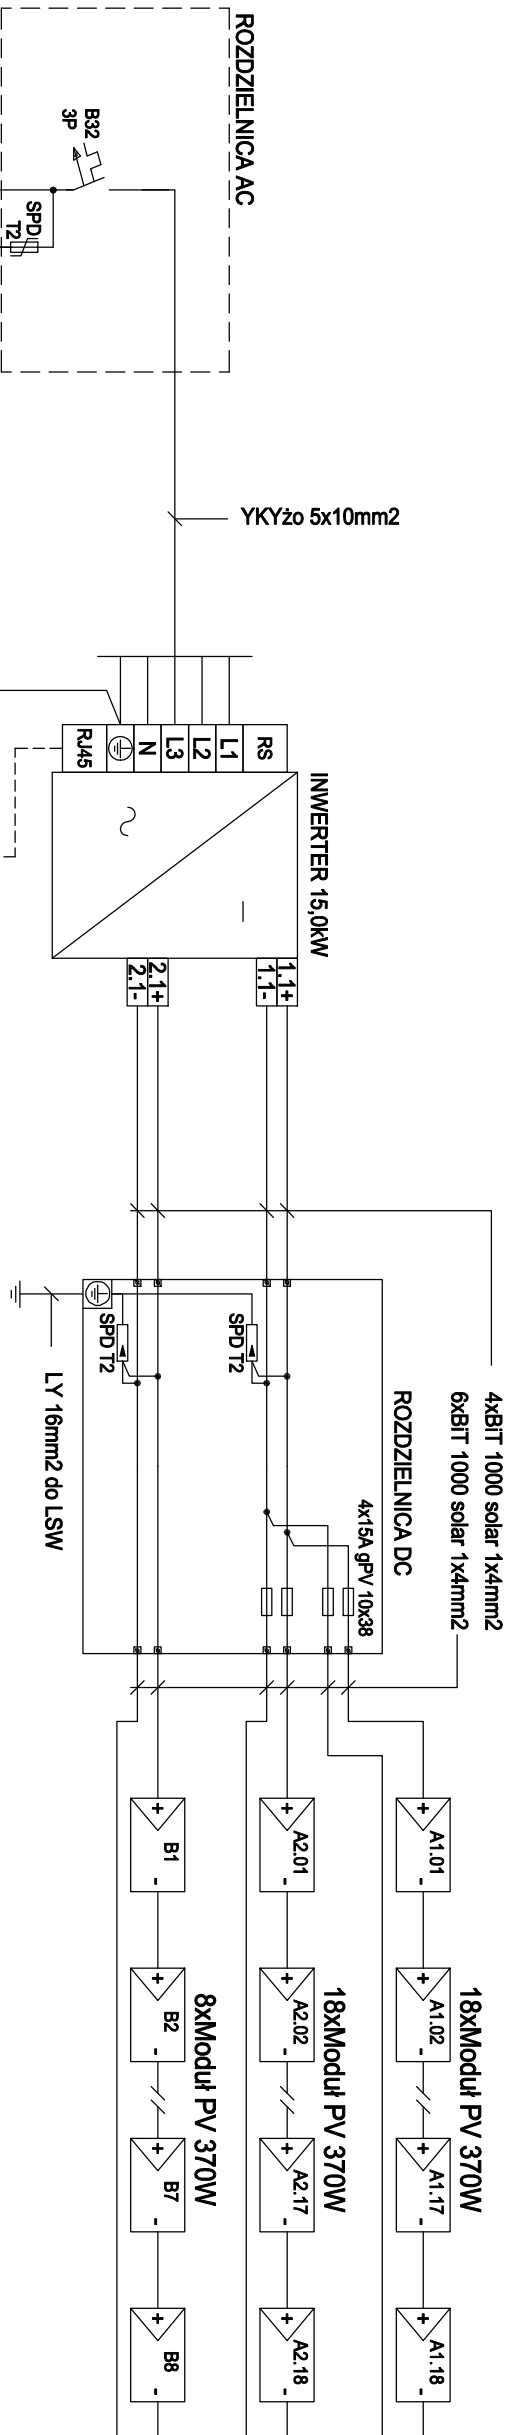 ROZDZIELNICA AC
B32
3P
SPD
T2
YKYżo 5x10mm2
INWERTER 15,0kW
RS
L1
L2
L3
N
RJ45
1.1+
1.1-
2.1+
2.1-
4xBiT 1000 solar 1x4mm2
6xBiT 1000 solar 1x4mm2
ROZDZIELNICA DC
4x15A gPV 10x38
SPD T2
SPD T2
LY 16mm2 do LSW
18xModuł PV 370W
+ A1.01 -
+ A1.02 -
+ A1.17 -
+ A1.18 -
18xModuł PV 370W
+ A2.01 -
+ A2.02 -
+ A2.17 -
+ A2.18 -
8xModuł PV 370W
+ B1 -
+ B2 -
+ B7 -
+ B8 -